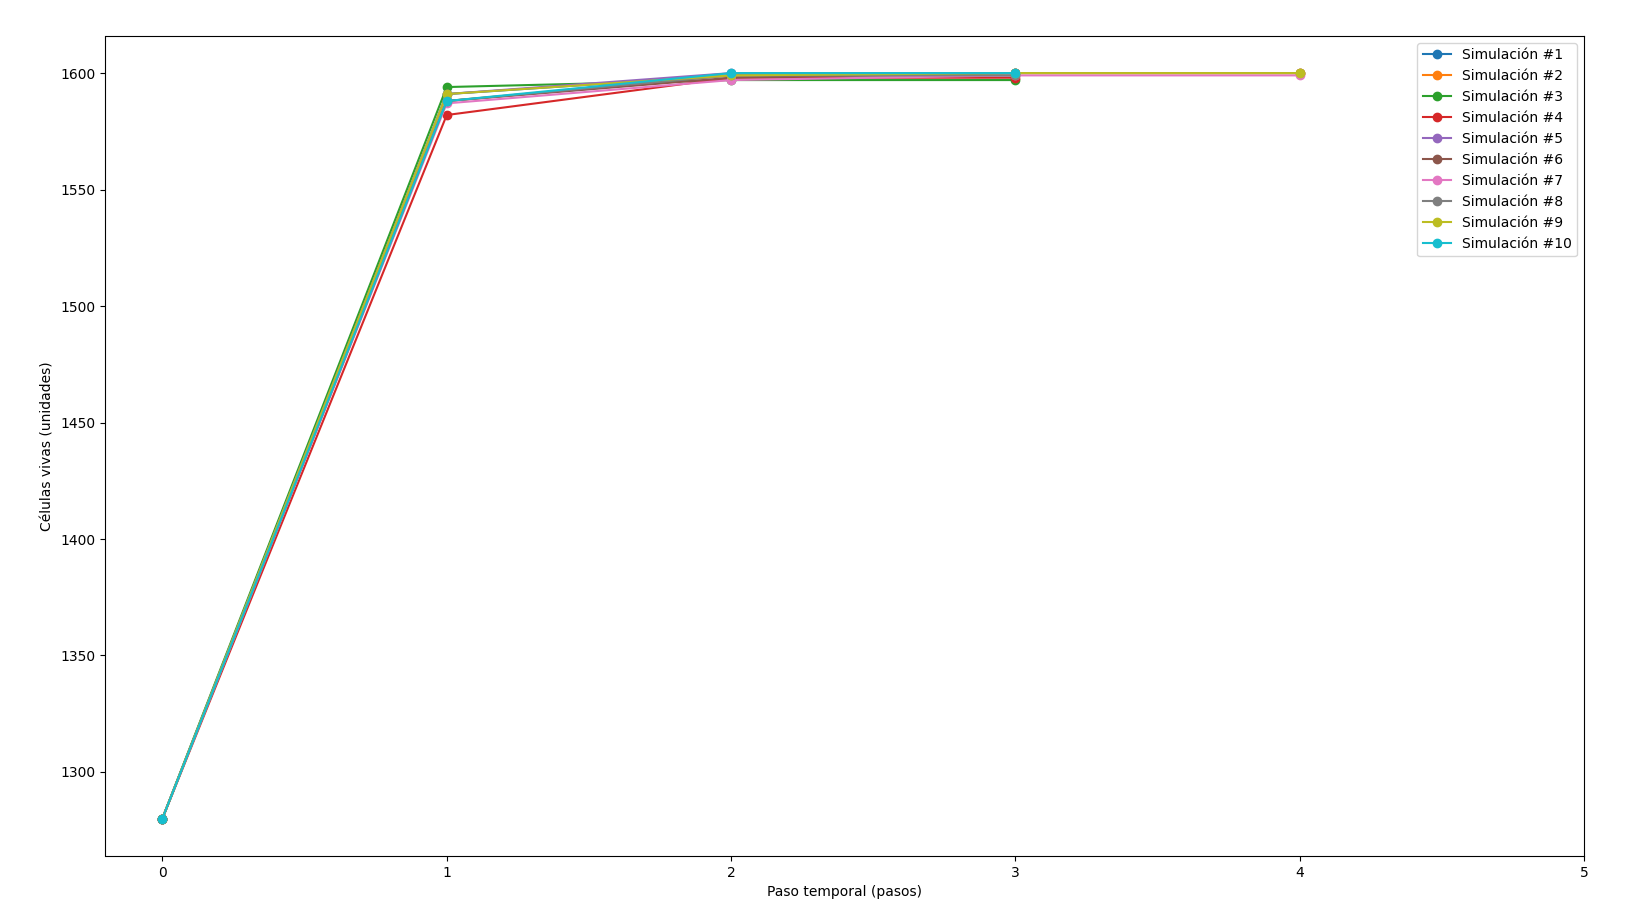 1600
1550
1500
1450
1400
1350
1300
Células vivas (unidades)
0 1 2 3 4 5
Paso temporal (pasos)
Simulación #1
Simulación #2
Simulación #3
Simulación #4
Simulación #5
Simulación #6
Simulación #7
Simulación #8
Simulación #9
Simulación #10